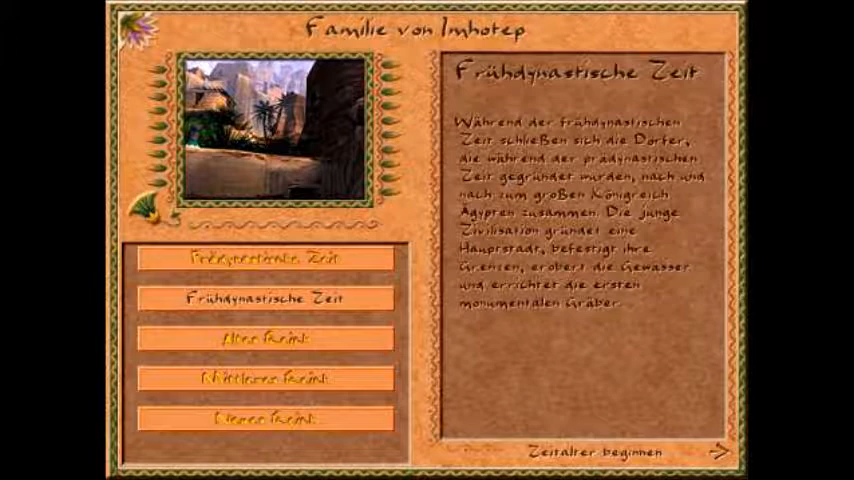 Familie von Imhotep
Frühdynastische Zeit
Während der frühdynastischen
Zeit schließen sich die Dörfer,
die während der prädynastischen
Zeit gegründet wurden, nach und
nach zum großen Königreich
Ägypten zusammen. Die junge
Zivilisation gründet eine
Hauptstadt, befestigt ihre
Grenzen, erobert die Gewässer
und errichtet die ersten
monumentalen Gräber.
Prädynastische Zeit
Frühdynastische Zeit
Altes Reich
Mittleres Reich
Neues Reich
Zeitalter beginnen